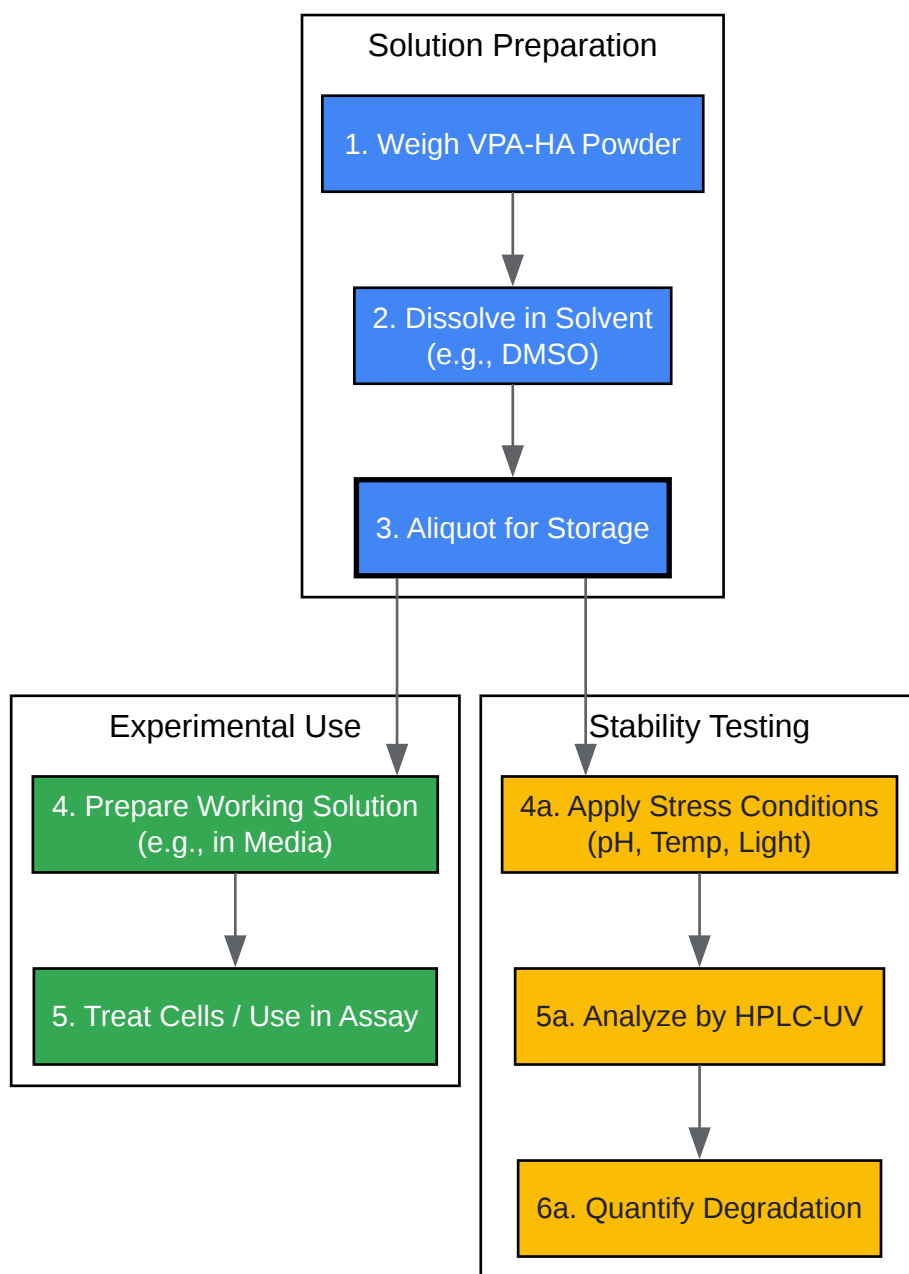 Solution Preparation
1. Weigh VPA-HA Powder
2. Dissolve in Solvent
(e.g., DMSO)
3. Aliquot for Storage
Experimental Use
4. Prepare Working Solution
(e.g., in Media)
5. Treat Cells / Use in Assay
Stability Testing
4a. Apply Stress Conditions
(pH, Temp, Light)
5a. Analyze by HPLC-UV
6a. Quantify Degradation